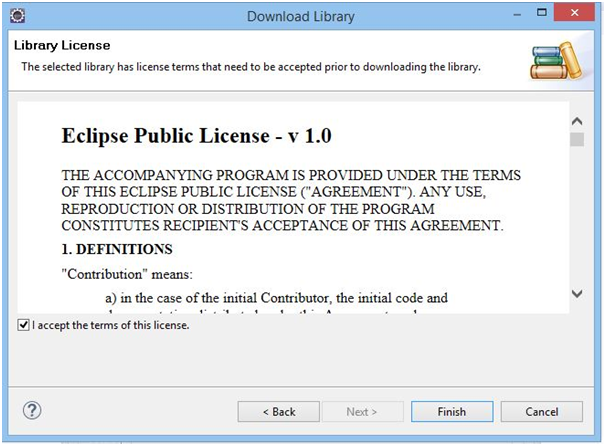 Download Library
Library License
The selected library has license terms that need to be accepted prior to downloading the library.
Eclipse Public License - v 1.0
THE ACCOMPANYING PROGRAM IS PROVIDED UNDER THE TERMS
OF THIS ECLIPSE PUBLIC LICENSE ("AGREEMENT"). ANY USE,
REPRODUCTION OR DISTRIBUTION OF THE PROGRAM
CONSTITUTES RECIPIENT'S ACCEPTANCE OF THIS AGREEMENT.
1. DEFINITIONS
"Contribution" means:
a) in the case of the initial Contributor, the initial code and
I accept the terms of this license.
< Back
Next >
Finish
Cancel